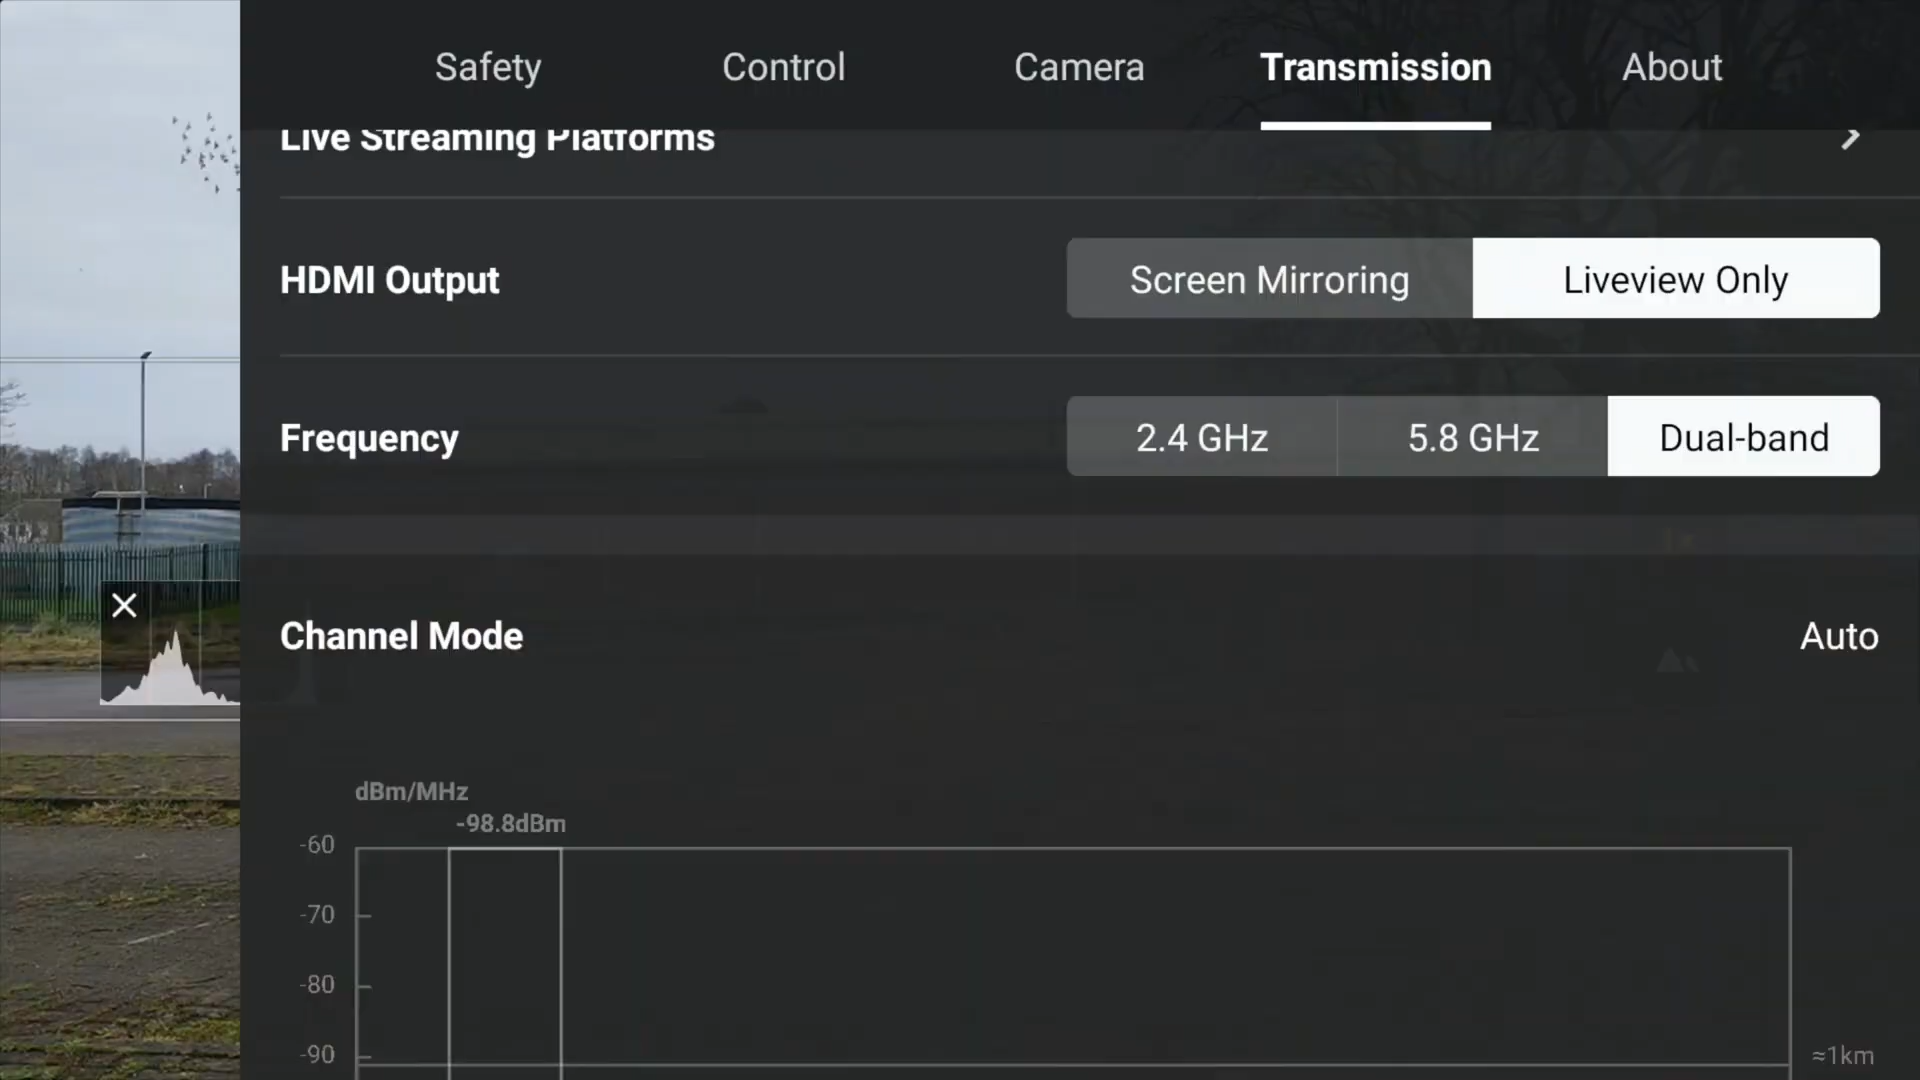 Safety Control Camera Transmission About
Live Streaming Platforms
HDMI Output Screen Mirroring Liveview Only
Frequency 2.4 GHz 5.8 GHz Dual-band
Channel Mode Auto
dBm/MHz
-98.8dBm
-60
-70
-80
-90 ≈1km